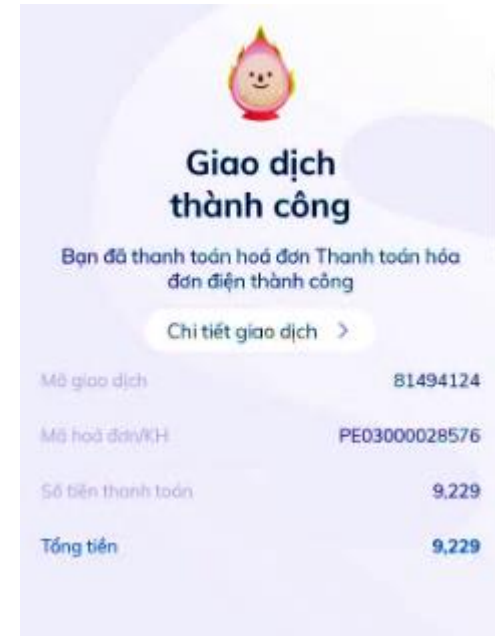 Giao dịch
thành công
Bạn đã thanh toán hoá đơn Thanh toán hóa
đơn điện thành công
Chi tiết giao dịch
Mã giao dịch 81494124
Mã hoá đơn/KH PE03000028576
Số tiền thanh toán 9,229
Tổng tiền 9,229